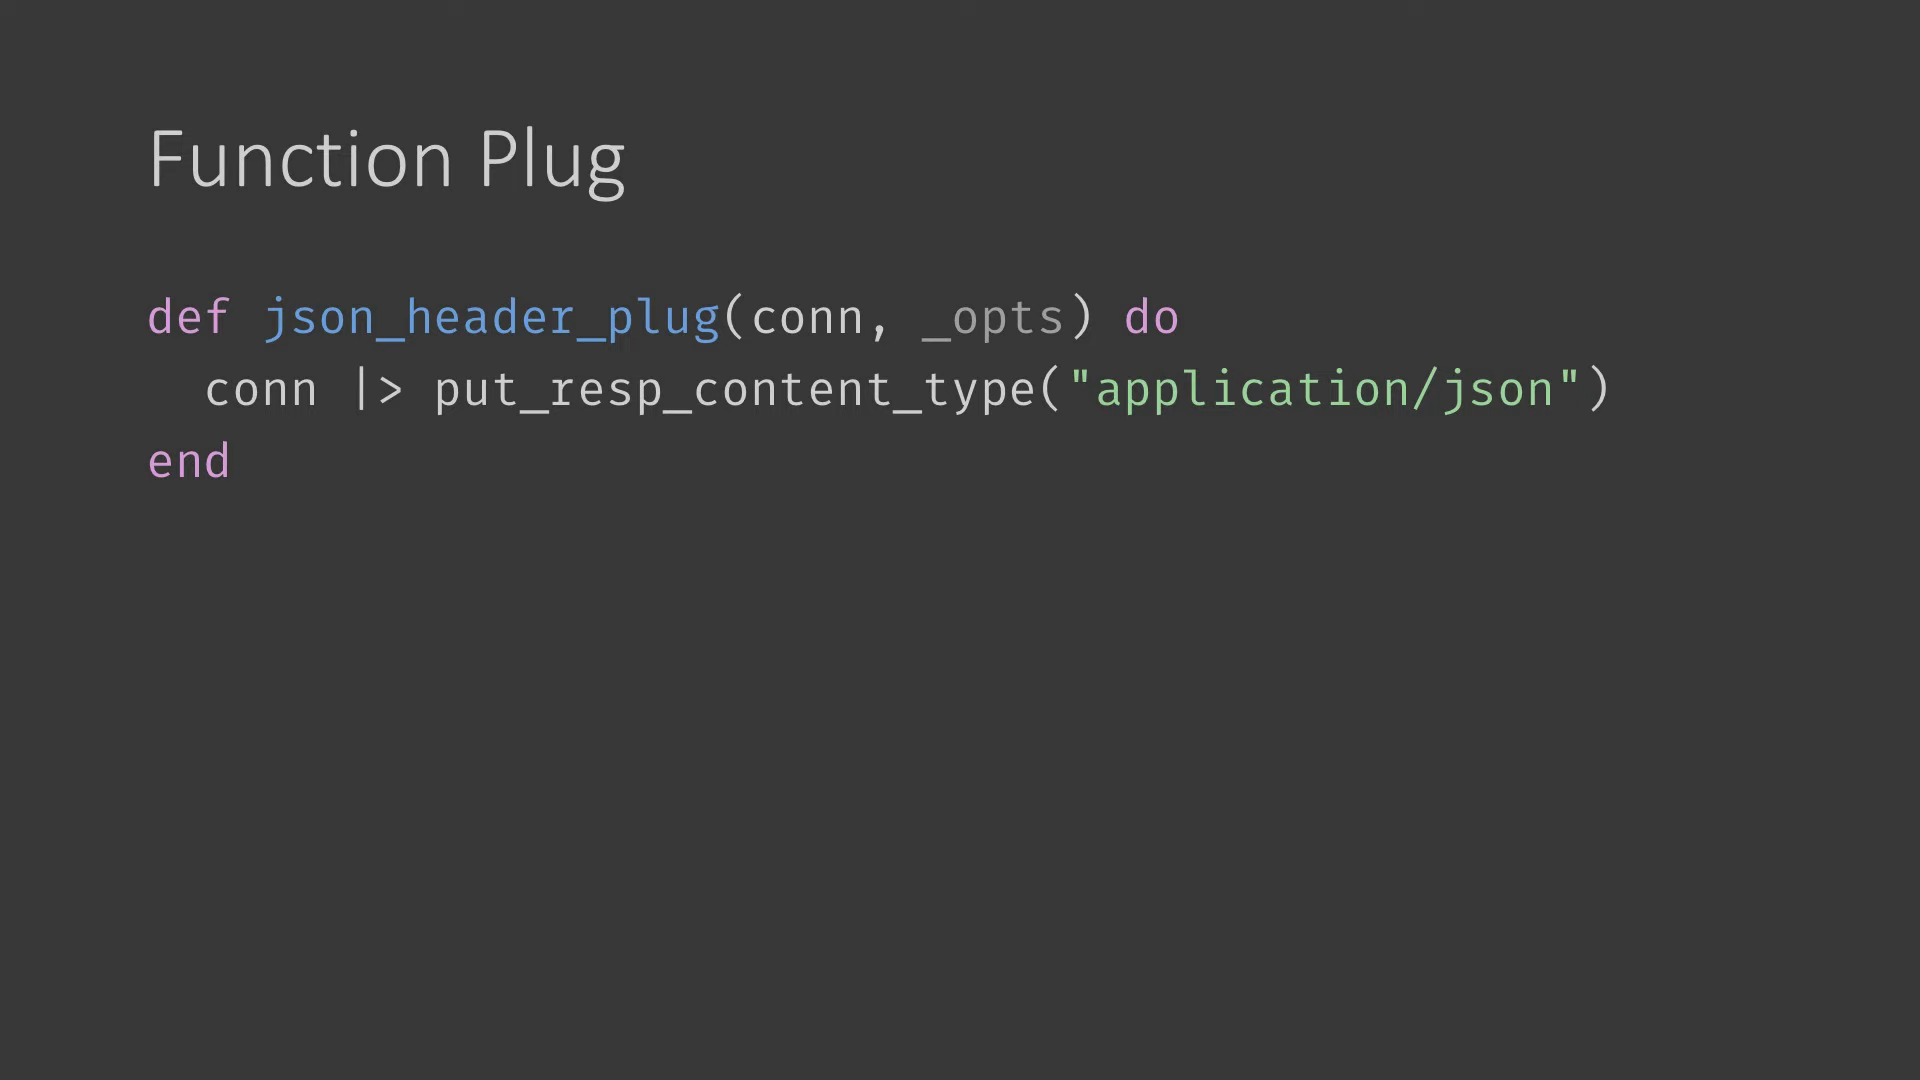 Function Plug
def json_header_plug(conn, _opts) do
  conn |> put_resp_content_type("application/json")
end